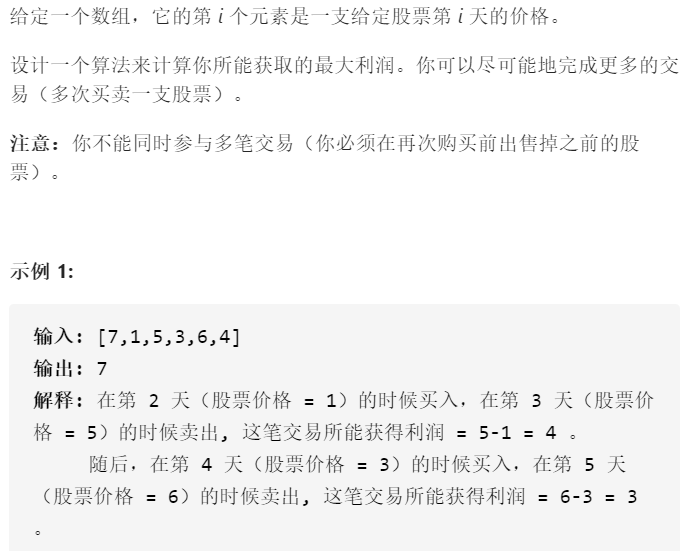 给定一个数组，它的第 i 个元素是一支给定股票第 i 天的价格。
设计一个算法来计算你所能获取的最大利润。你可以尽可能地完成更多的交
易（多次买卖一支股票）。
注意：你不能同时参与多笔交易（你必须在再次购买前出售掉之前的股
票）。
示例 1:
输入: [7,1,5,3,6,4]
输出: 7
解释: 在第 2 天（股票价格 = 1）的时候买入，在第 3 天（股票价
格 = 5）的时候卖出, 这笔交易所能获得利润 = 5-1 = 4 。
随后，在第 4 天（股票价格 = 3）的时候买入，在第 5 天
（股票价格 = 6）的时候卖出, 这笔交易所能获得利润 = 6-3 = 3
。